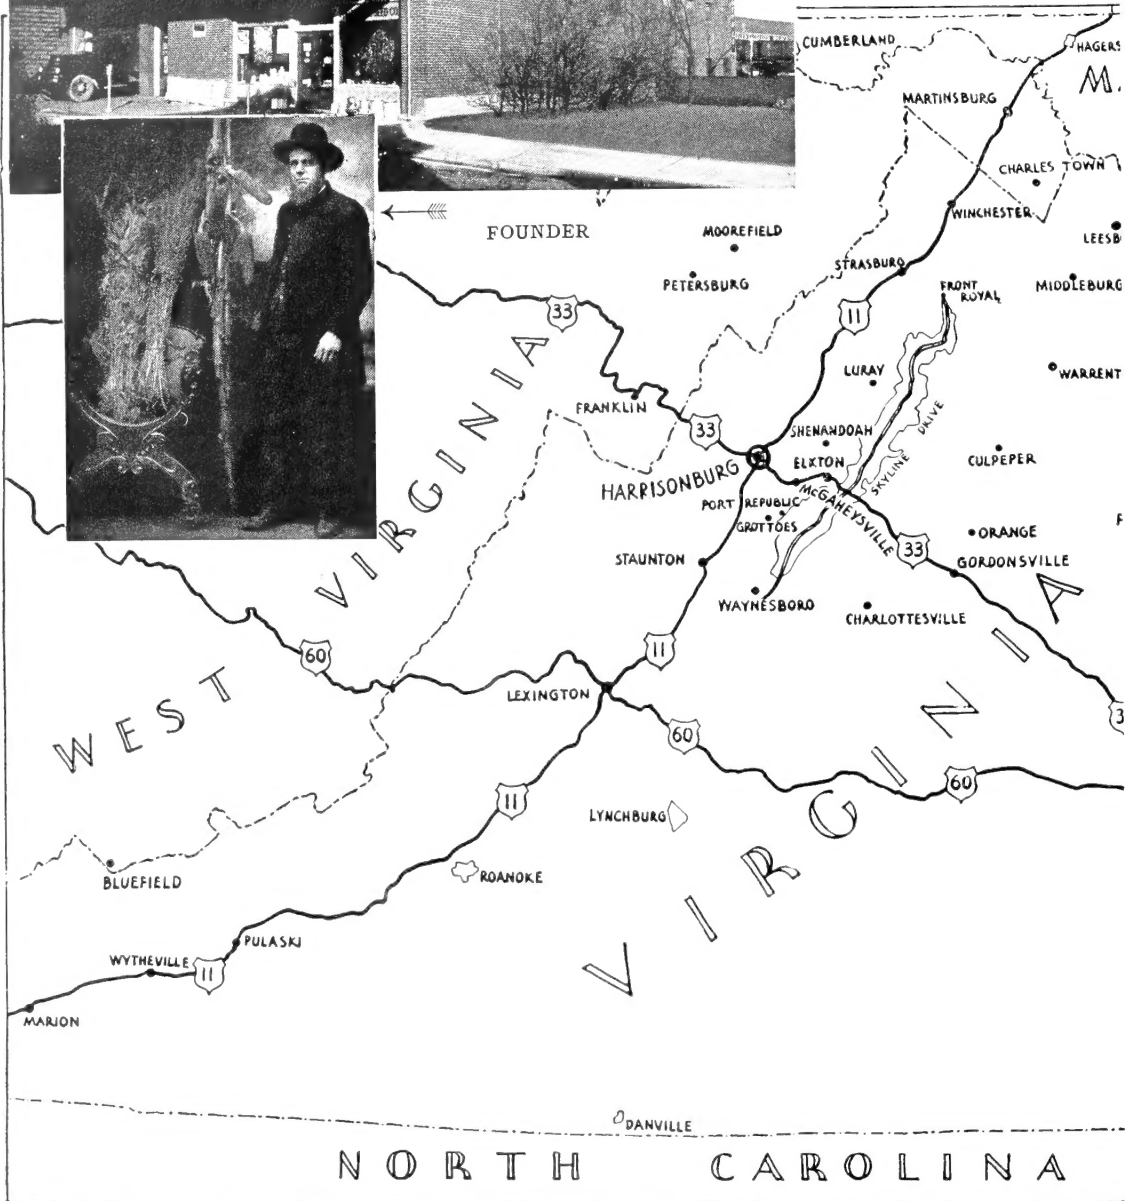 CUMBERLAND
HAGERS
M
MARTINSBURG
CHARLES TOWN
WINCHESTER
FOUNDER
MOOREFIELD
LEESB
STRASBURG
PETERSBURG
FRONT ROYAL
MIDDLEBURG
33
11
LURAY
WARRENT
FRANKLIN
33
SHENANDOAH
SKYLINE DRIVE
HARRISONBURG
ELXTON
CULPEPER
PORT REPUBLIC
McGAHEYSVILLE
GROTTOES
ORANGE
F
STAUNTON
33
GORDONSVILLE
WAYNESBORO
CHARLOTTESVILLE
60
11
WEST VIRGINIA
LEXINGTON
60
3
60
11
LYNCHBURG
VIRGINIA
BLUEFIELD
ROANOKE
PULASKI
WYTHEVILLE
11
MARION
DANVILLE
NORTH CAROLINA